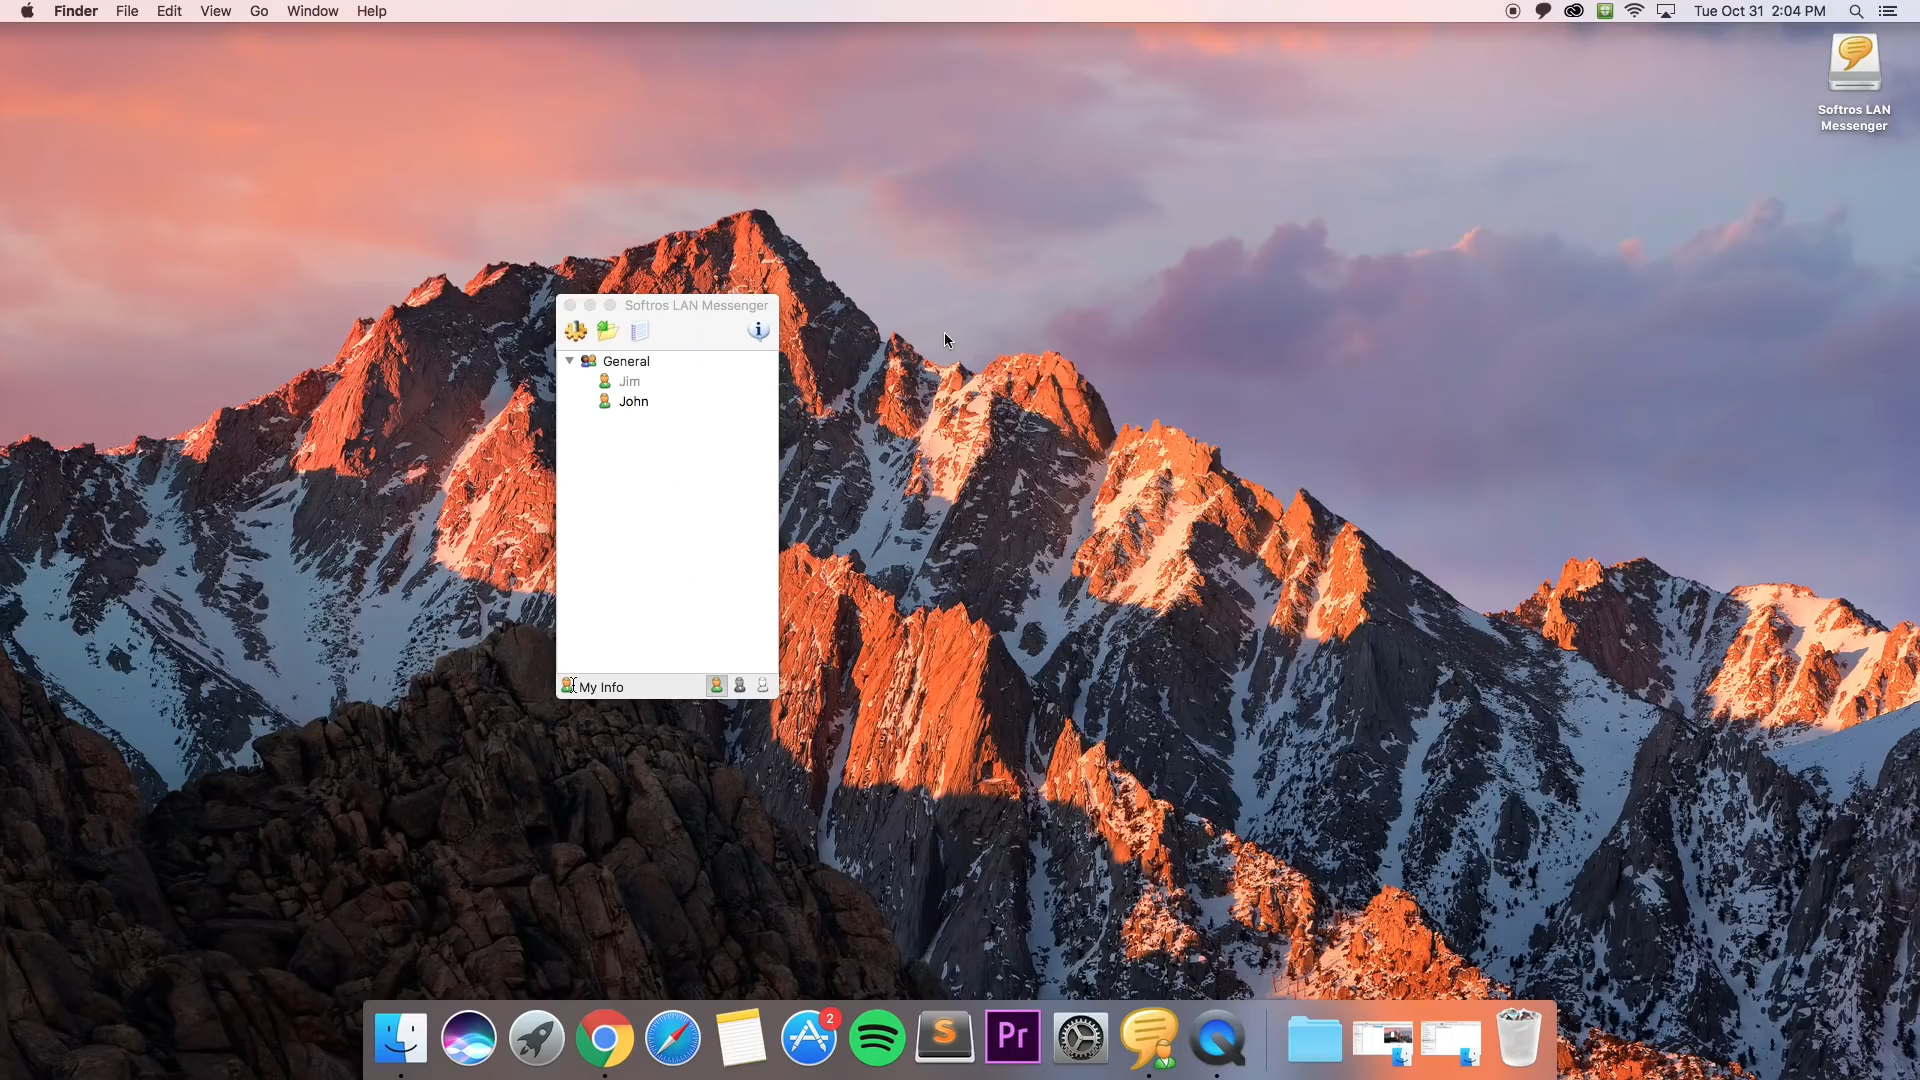 Finder File Edit View Go Window Help
Tue Oct 31 2:04 PM
Softros LAN
Messenger
Softros LAN Messenger
General
Jim
John
My Info
2
S
Pr